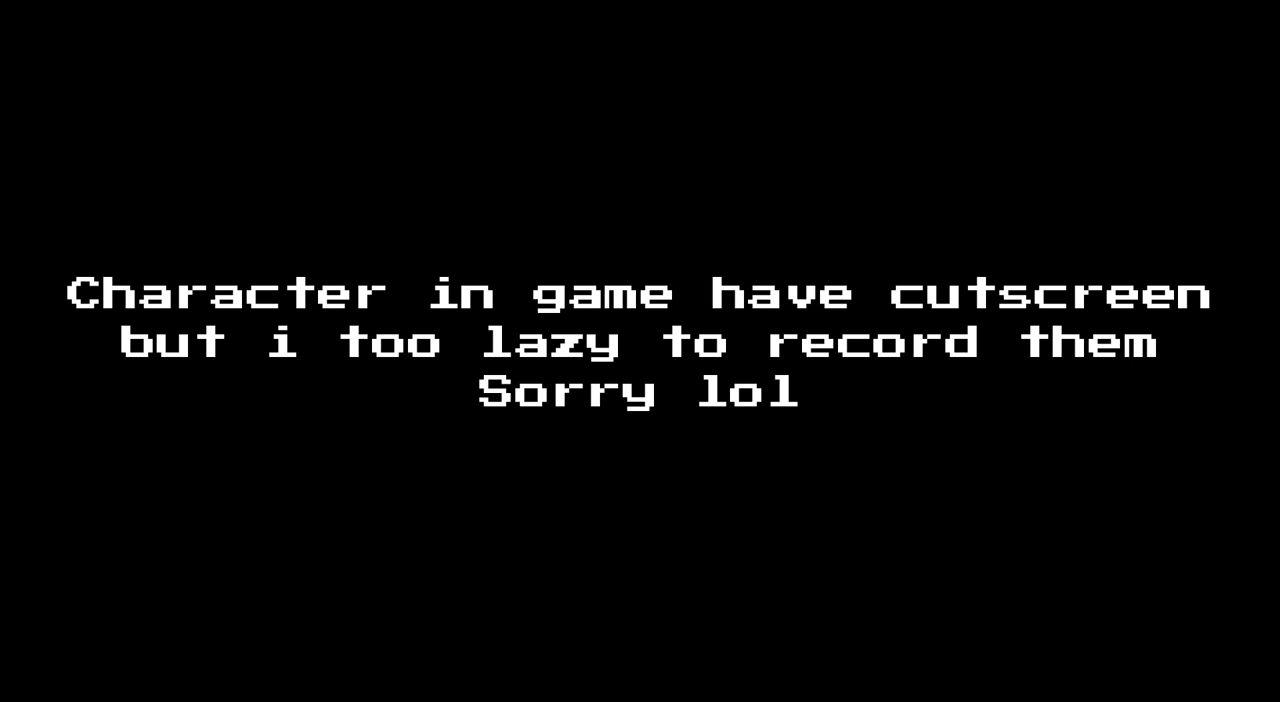 Character in game have cutscreen
but i too lazy to record them
Sorry lol